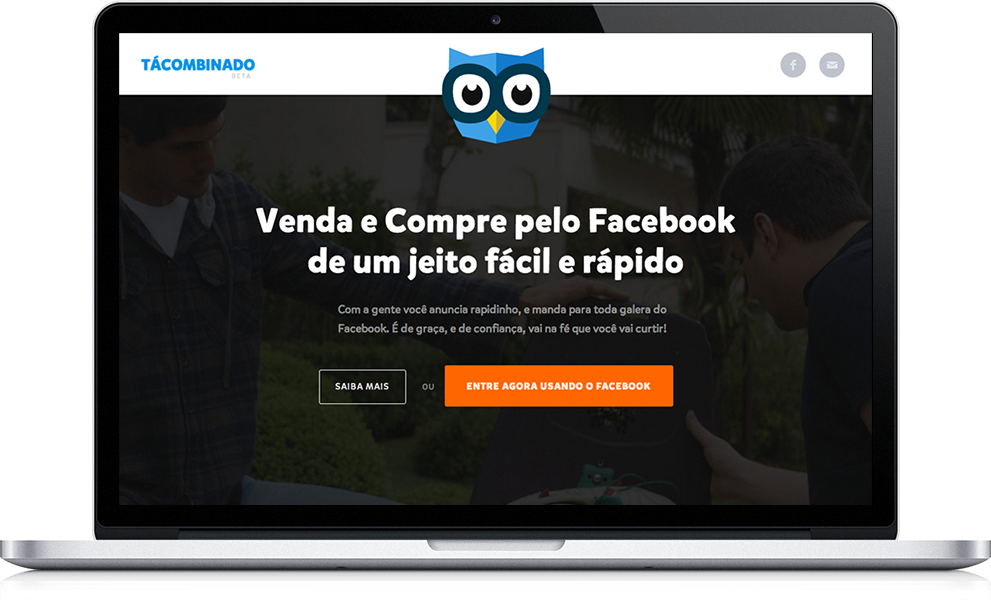 TÁCOMBINADO
BETA
Venda e Compre pelo Facebook
de um jeito fácil e rápido
Com a gente você anuncia rapidinho, e manda para toda galera do
Facebook. É de graça, e de confiança, vai na fé que você vai curtir!
SAIBA MAIS
OU
ENTRE AGORA USANDO O FACEBOOK